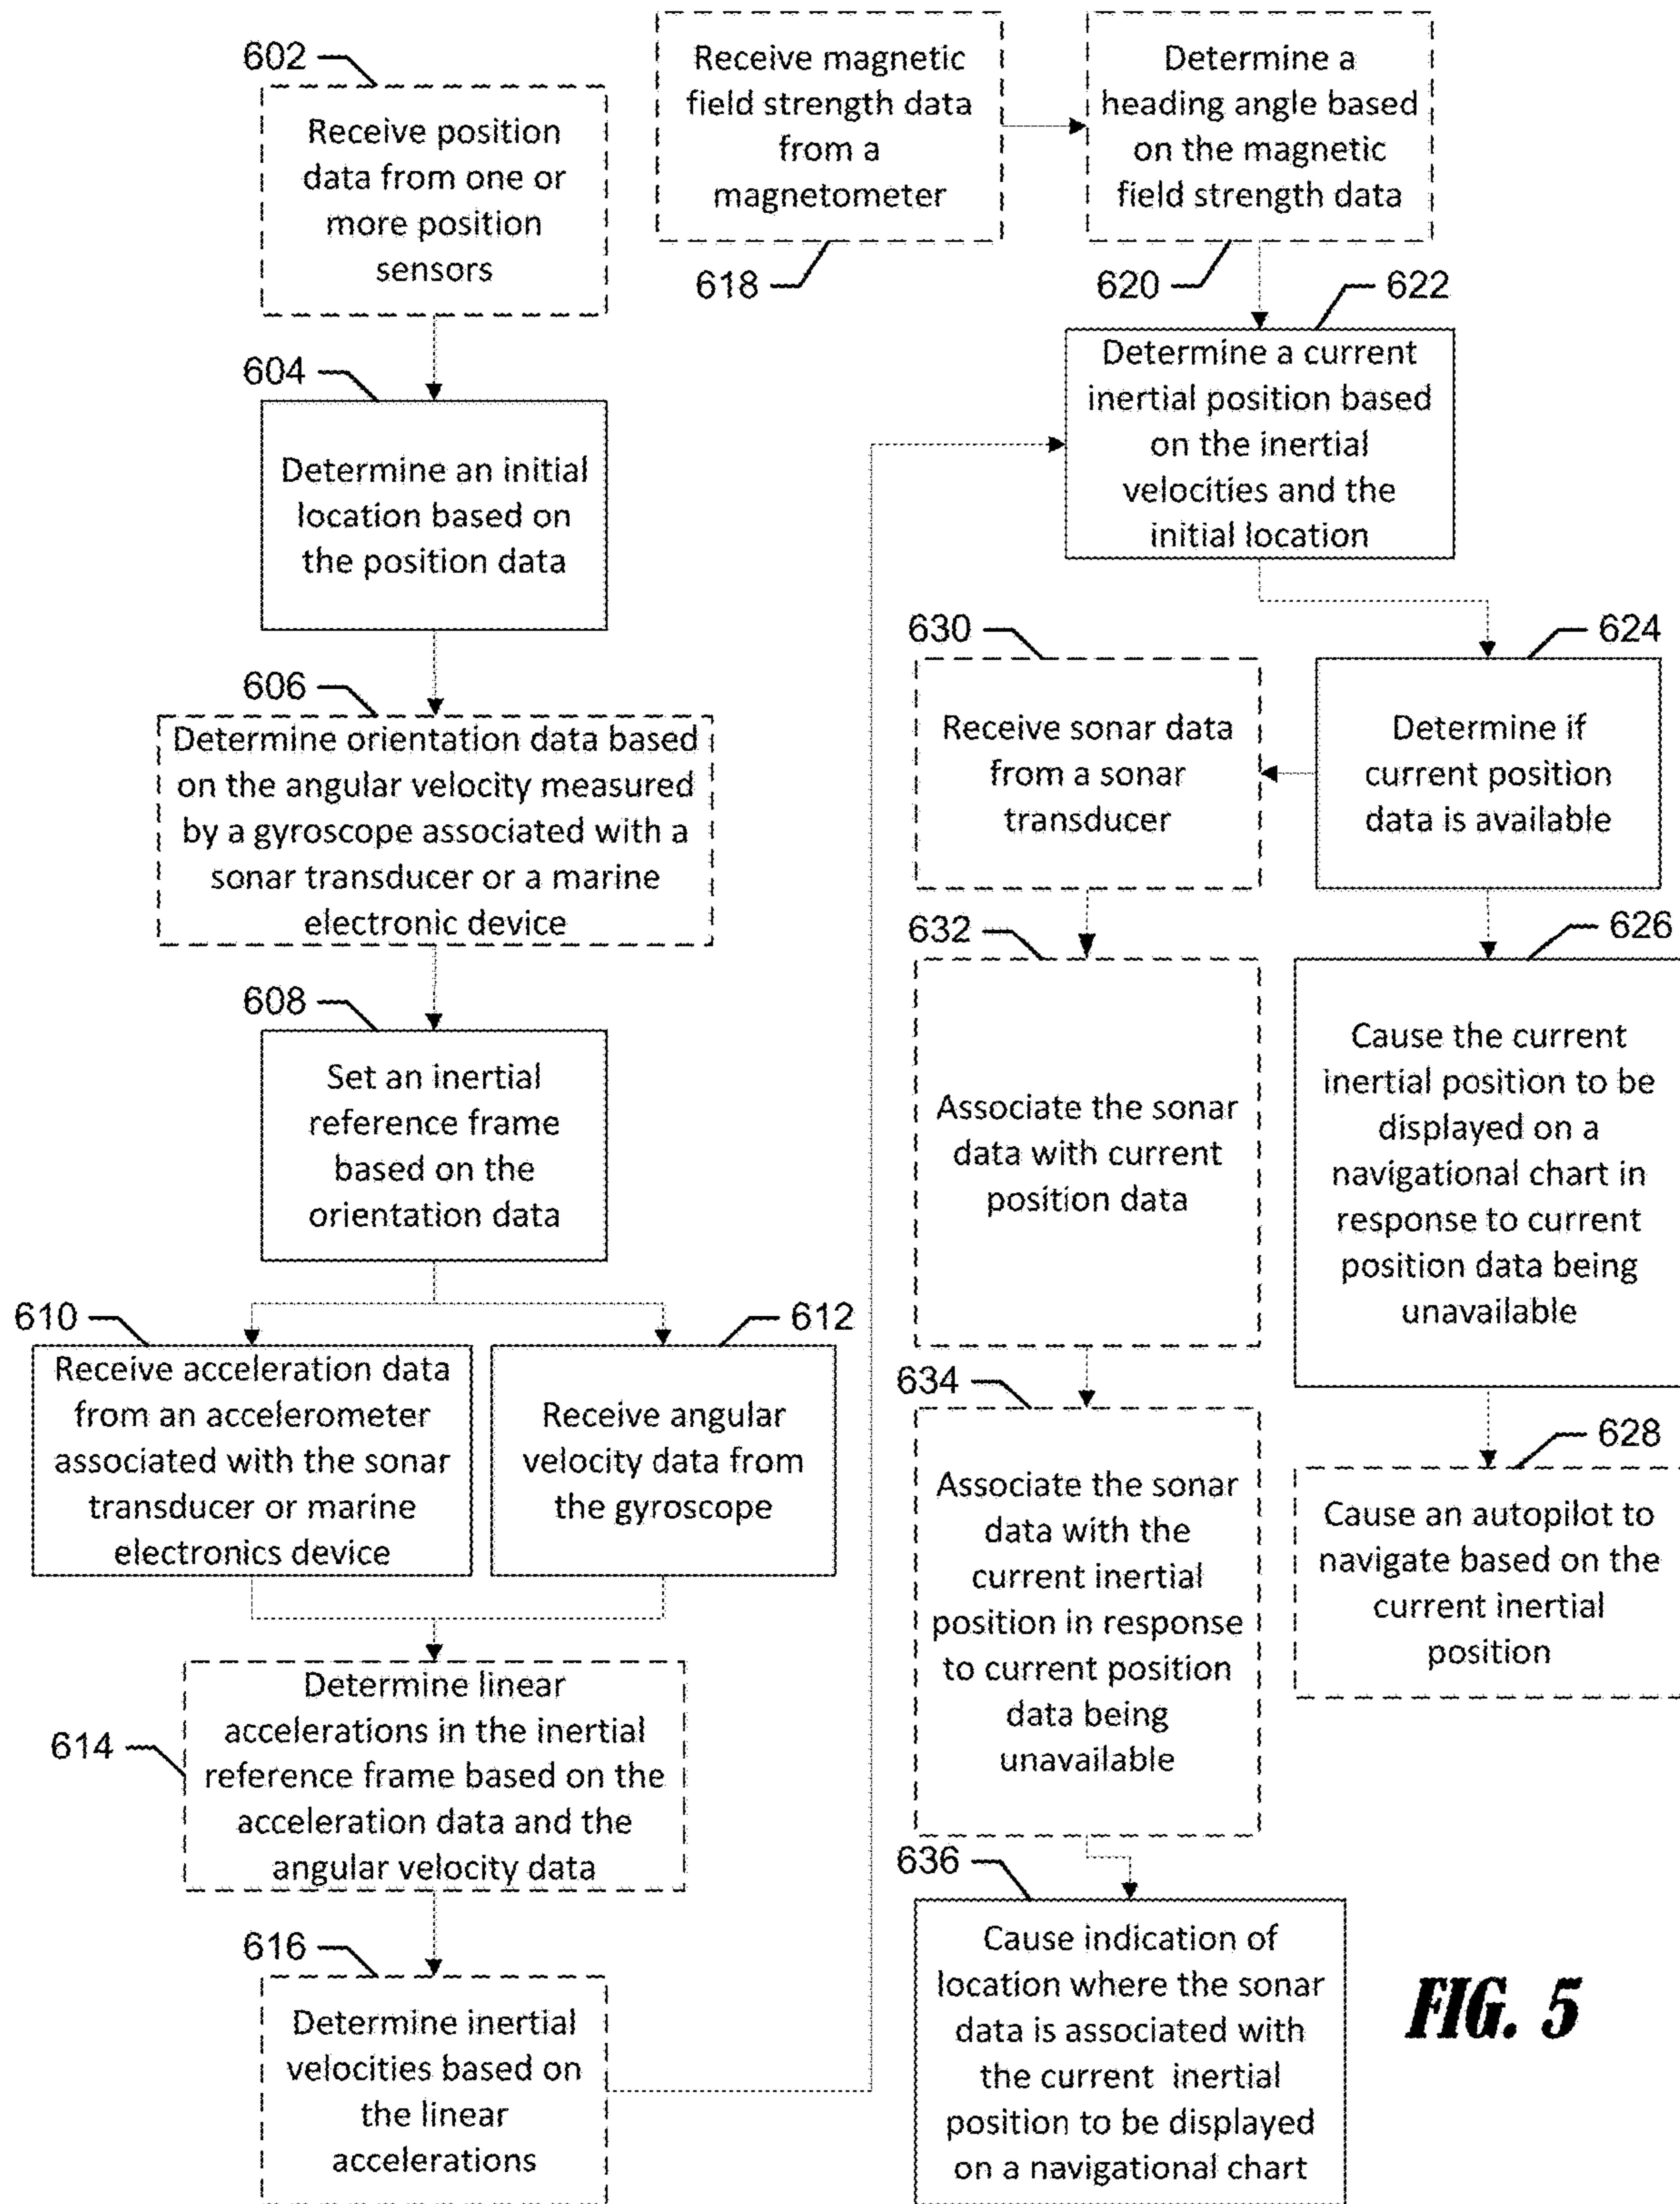 602
Receive position
data from one or
more position
sensors
604
Determine an initial
location based on
the position data
606
Determine orientation data based
on the angular velocity measured
by a gyroscope associated with a
sonar transducer or a marine
electronic device
608
Set an inertial
reference frame
based on the
orientation data
610
Receive acceleration data
from an accelerometer
associated with the sonar
transducer or marine
electronics device
612
Receive angular
velocity data from
the gyroscope
614
Determine linear
accelerations in the inertial
reference frame based on the
acceleration data and the
angular velocity data
616
Determine inertial
velocities based on
the linear
accelerations
Receive magnetic
field strength data
from a
magnetometer
618
Determine a
heading angle based
on the magnetic
field strength data
620
622
Determine a current
inertial position based
on the inertial
velocities and the
initial location
624
Determine if
current position
data is available
626
Cause the current
inertial position to be
displayed on a
navigational chart in
response to current
position data being
unavailable
628
Cause an autopilot to
navigate based on the
current inertial
position
630
Receive sonar data
from a sonar
transducer
632
Associate the sonar
data with current
position data
634
Associate the sonar
data with the
current inertial
position in response
to current position
data being
unavailable
636
Cause indication of
location where the sonar
data is associated with
the current inertial
position to be displayed
on a navigational chart
FIG. 5